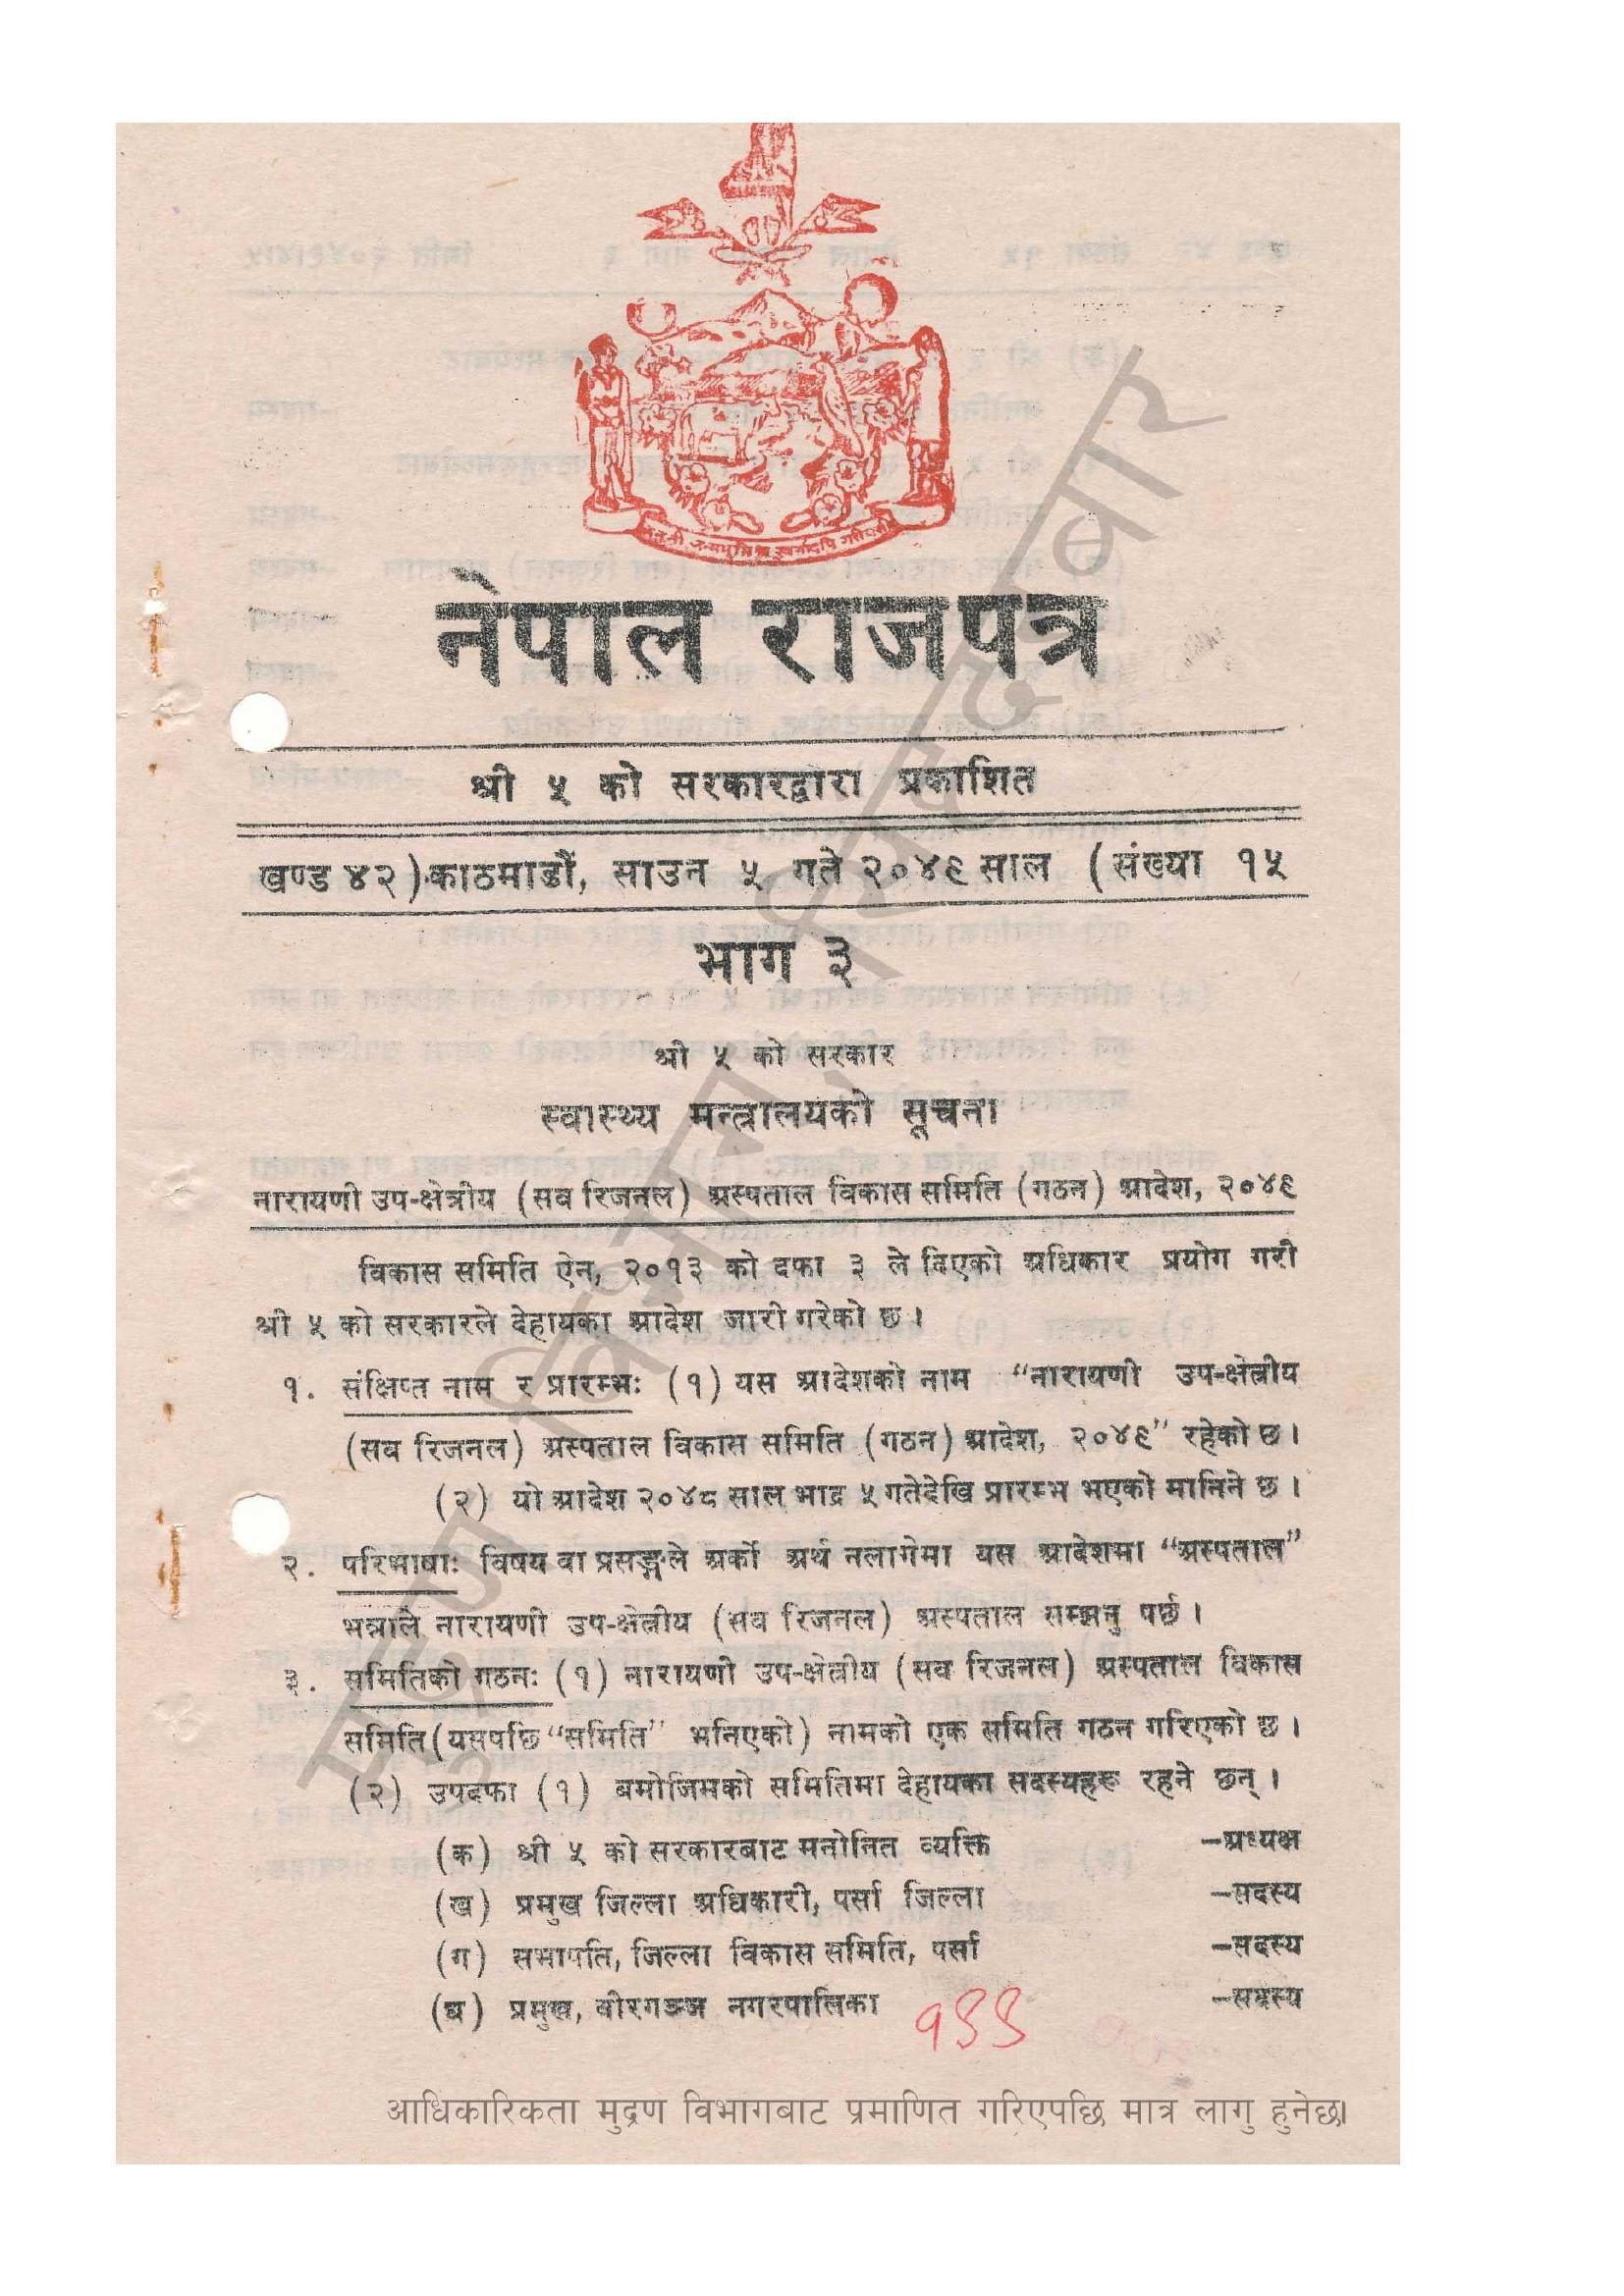 नेपाल राजपत्र
श्री ५ को सरकारद्वारा प्रकाशित
खण्ड ४२) काठमाडौं, साउन ५ गते २०४९ साल (संख्या १५
भाग ३
श्री ५ को सरकार
स्वास्थ्य मन्त्रालयको सूचना
नारायणी उप-क्षेत्रीय (सव रिजनल) अस्पताल विकास समिति (गठन) आदेश, २०४९
विकास समिति ऐन, २०१३ को दफा ३ ले दिएको अधिकार प्रयोग गरी
श्री ५ को सरकारले देहायका आदेश जारी गरेको छ ।
१. संक्षिप्त नाम र प्रारम्भः (१) यस आदेशको नाम “नारायणी उप-क्षेत्रीय
(सव रिजनल) अस्पताल विकास समिति (गठन) आदेश, २०४९” रहेको छ ।
(२) यो आदेश २०४८ साल भाद्र ५ गतेदेखि प्रारम्भ भएको मानिने छ ।
२. परिभाषाः विषय वा प्रसङ्गले अर्को अर्थ नलागेमा यस आदेशमा “अस्पताल”
भन्नाले नारायणी उप-क्षेत्रीय (सव रिजनल) अस्पताल सम्झनु पर्छ ।
३. समितिको गठनः (१) नारायणी उप-क्षेत्रीय (सव रिजनल) अस्पताल विकास
समिति (यसपछि “समिति” भनिएको) नामको एक समिति गठन गरिएको छ ।
(२) उपदफा (१) बमोजिमको समितिमा देहायका सदस्यहरू रहने छन् ।
(क) श्री ५ को सरकारबाट मनोनित व्यक्ति –अध्यक्ष
(ख) प्रमुख जिल्ला अधिकारी, पर्सा जिल्ला –सदस्य
(ग) सभापति, जिल्ला विकास समिति, पर्सा –सदस्य
(घ) प्रमुख, वीरगञ्ज नगरपालिका –सदस्य
आधिकारिकता मुद्रण विभागबाट प्रमाणित गरिएपछि मात्र लागु हुनेछ।